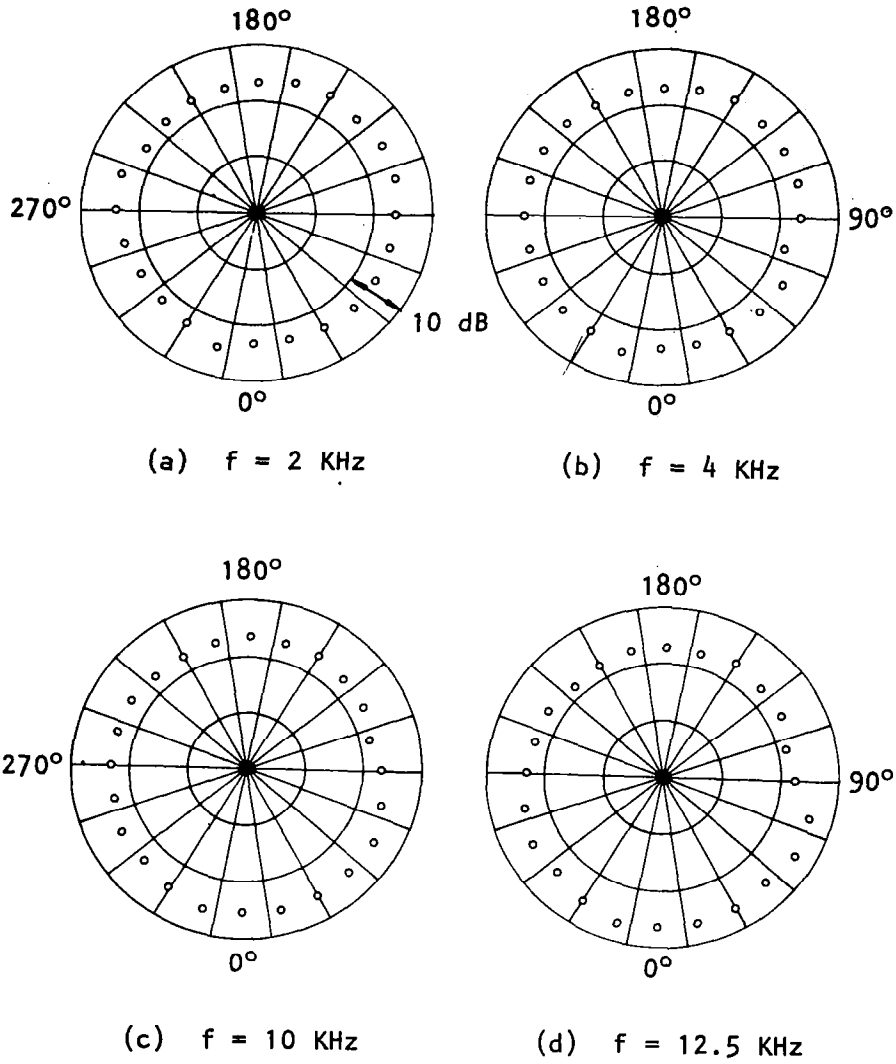 180° 180°
270° 90°
10 dB
0° 0°
(a) f = 2 KHz (b) f = 4 KHz
180° 180°
270° 90°
0° 0°
(c) f = 10 KHz (d) f = 12.5 KHz